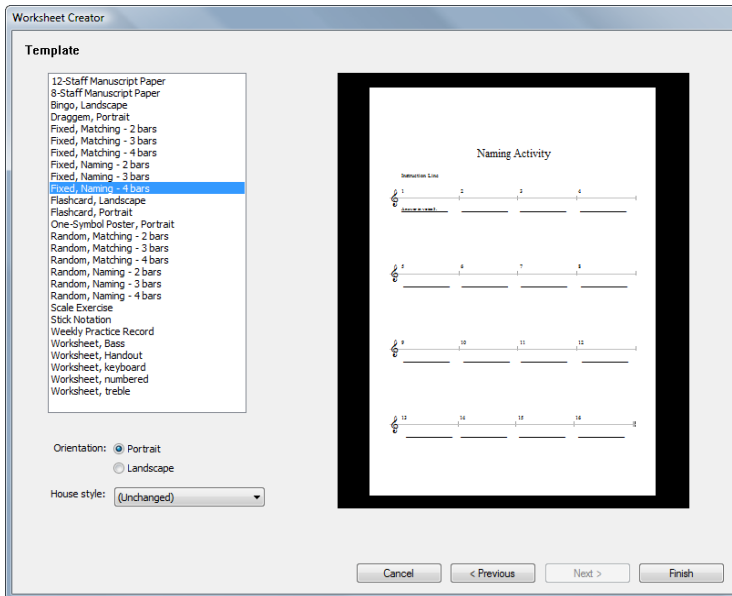 Worksheet Creator
Template
12-Staff Manuscript Paper
8-Staff Manuscript Paper
Bingo, Landscape
Draggem, Portrait
Fixed, Matching - 2 bars
Fixed, Matching - 3 bars
Fixed, Matching - 4 bars
Fixed, Naming - 2 bars
Fixed, Naming - 3 bars
Fixed, Naming - 4 bars
Flashcard, Landscape
Flashcard, Portrait
One-Symbol Poster, Portrait
Random, Matching - 2 bars
Random, Matching - 3 bars
Random, Matching - 4 bars
Random, Naming - 2 bars
Random, Naming - 3 bars
Random, Naming - 4 bars
Scale Exercise
Stick Notation
Weekly Practice Record
Worksheet, Bass
Worksheet, Handout
Worksheet, keyboard
Worksheet, numbered
Worksheet, treble
Orientation: Portrait
Landscape
House style: (Unchanged)
Naming Activity
Instruction Line
1 2 3 4
5 6 7 8
9 10 11 12
13 14 15 16
Cancel < Previous Next > Finish